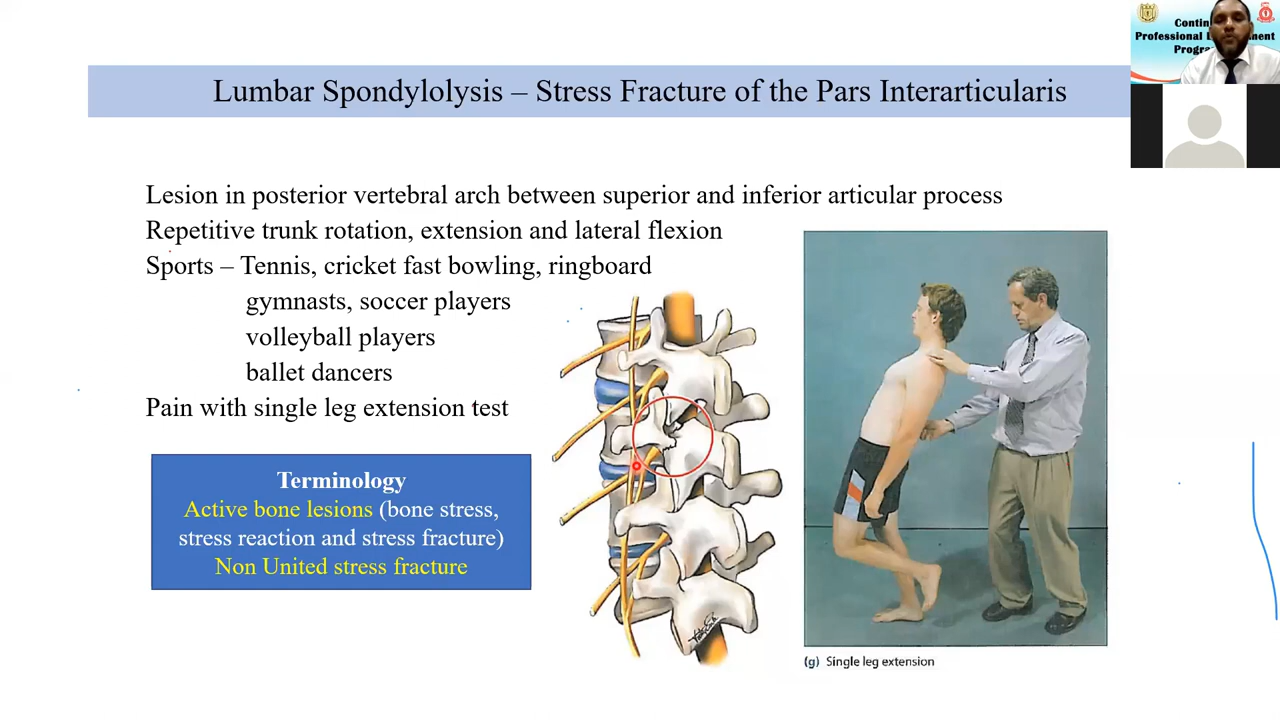 Lumbar Spondylolysis – Stress Fracture of the Pars Interarticularis
Lesion in posterior vertebral arch between superior and inferior articular process
Repetitive trunk rotation, extension and lateral flexion
Sports – Tennis, cricket fast bowling, ringboard
gymnasts, soccer players
volleyball players
ballet dancers
Pain with single leg extension test
Terminology
Active bone lesions (bone stress,
stress reaction and stress fracture)
Non United stress fracture
(g) Single leg extension
Professional